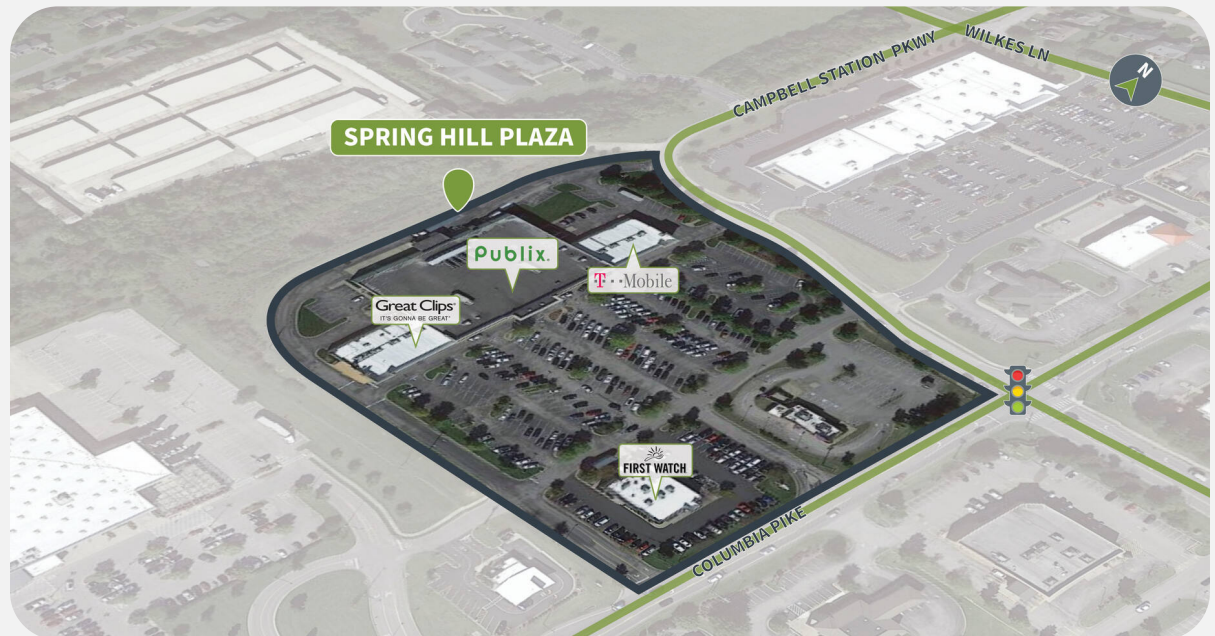 WILKES LN
N
CAMPBELL STATION PKWY
SPRING HILL PLAZA
Publix.
T··Mobile
Great Clips®
IT'S GONNA BE GREAT®
FIRST WATCH
COLUMBIA PIKE